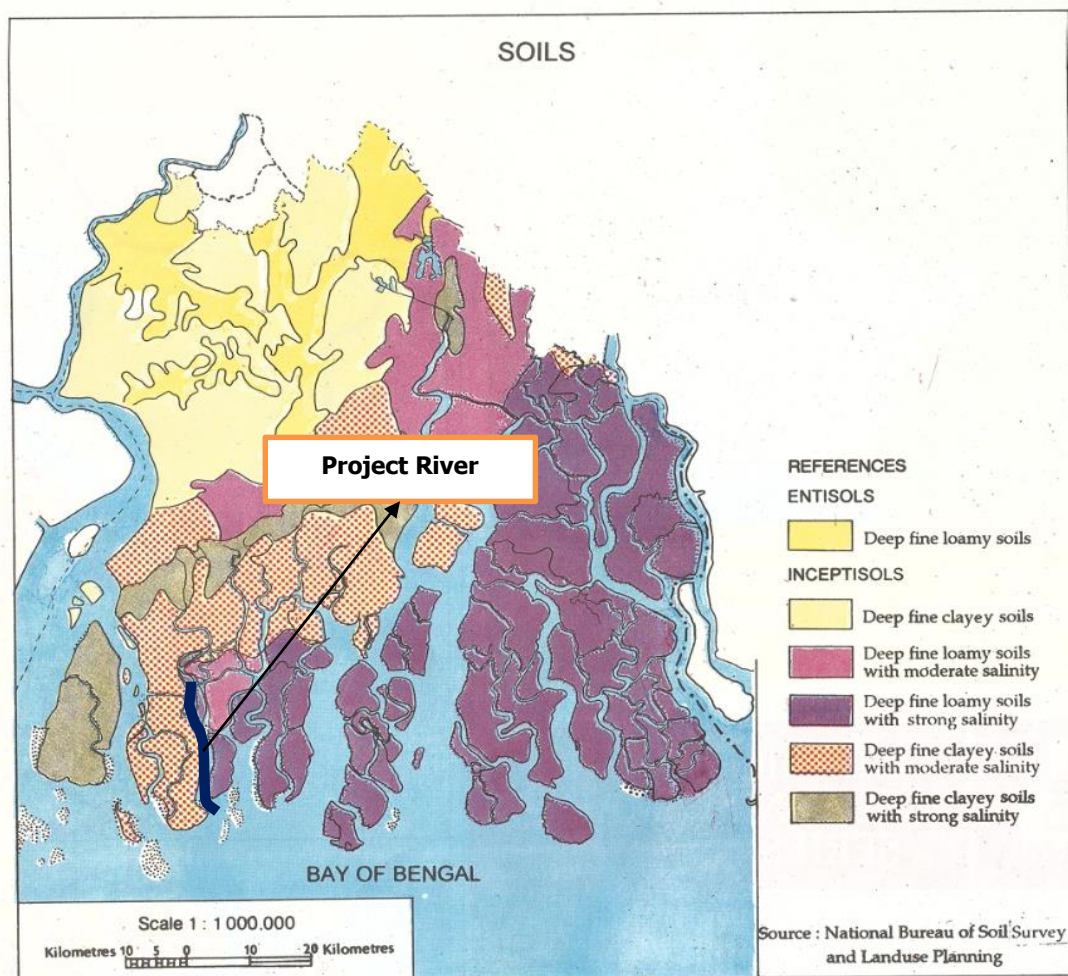 SOILS
Project River
REFERENCES
ENTISOLS
Deep fine loamy soils
INCEPTISOLS
Deep fine clayey soils
Deep fine loamy soils
with moderate salinity
Deep fine loamy soils
with strong salinity
Deep fine clayey soils
with moderate salinity
Deep fine clayey soils
with strong salinity
BAY OF BENGAL
Scale 1 : 1 000.000
Kilometres 10 5 0 10 20 Kilometres
Source : National Bureau of Soil Survey
and Landuse Planning